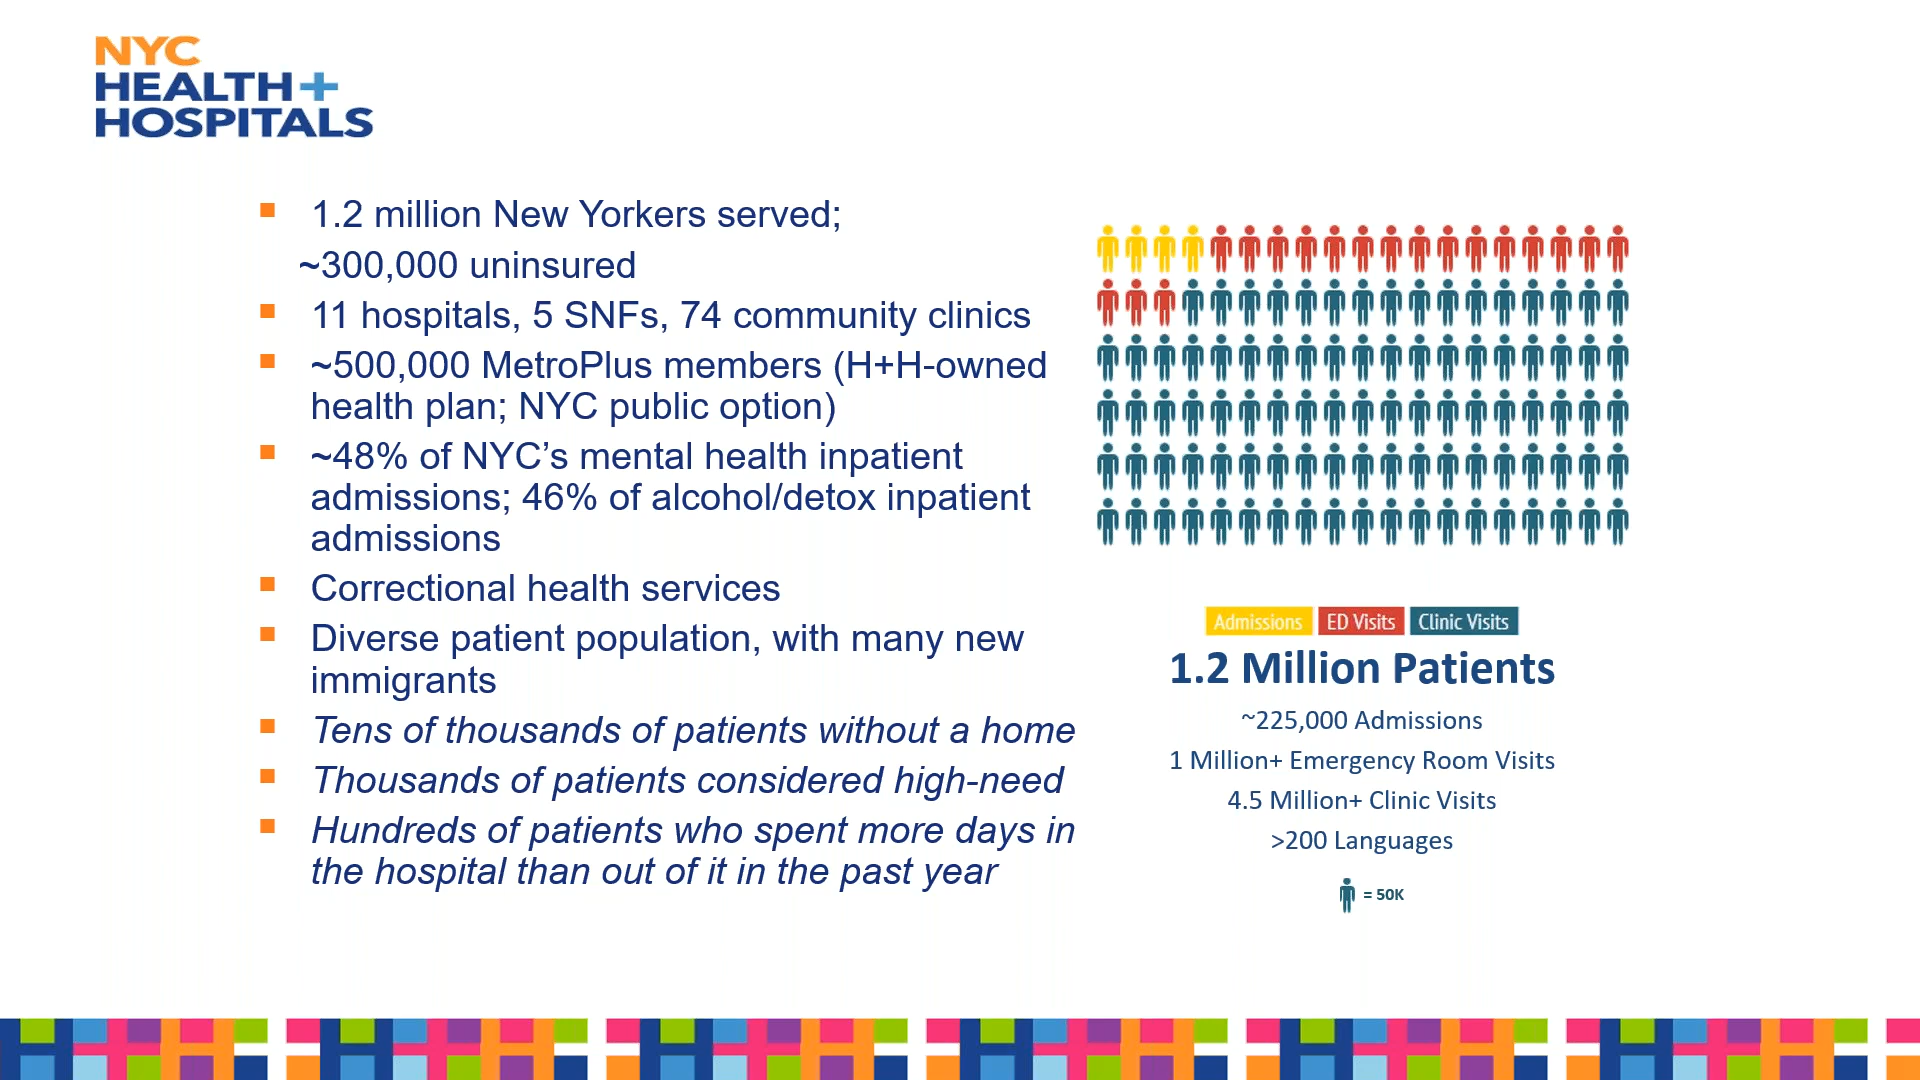 NYC
HEALTH+
HOSPITALS
1.2 million New Yorkers served;
~300,000 uninsured
11 hospitals, 5 SNFs, 74 community clinics
~500,000 MetroPlus members (H+H-owned
health plan; NYC public option)
~48% of NYC’s mental health inpatient
admissions; 46% of alcohol/detox inpatient
admissions
Correctional health services
Diverse patient population, with many new
immigrants
Tens of thousands of patients without a home
Thousands of patients considered high-need
Hundreds of patients who spent more days in
the hospital than out of it in the past year
Admissions ED Visits Clinic Visits
1.2 Million Patients
~225,000 Admissions
1 Million+ Emergency Room Visits
4.5 Million+ Clinic Visits
>200 Languages
= 50K